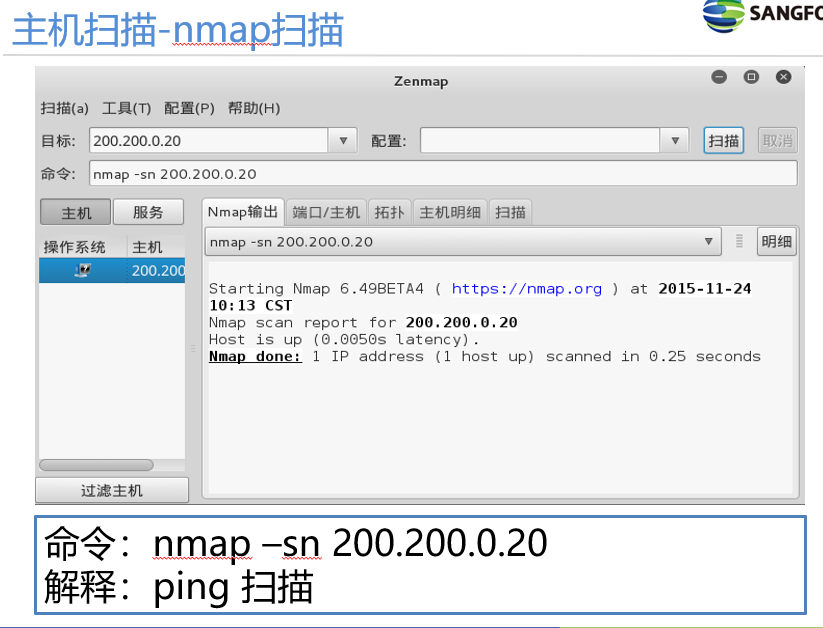 主机扫描-nmap扫描
SANGFO
Zenmap
扫描(a) 工具(T) 配置(P) 帮助(H)
目标: 200.200.0.20 配置: 扫描 取消
命令: nmap -sn 200.200.0.20
主机 服务 Nmap输出 端口/主机 拓扑 主机明细 扫描
操作系统 主机 nmap -sn 200.200.0.20 明细
200.200
Starting Nmap 6.49BETA4 ( https://nmap.org ) at 2015-11-24
10:13 CST
Nmap scan report for 200.200.0.20
Host is up (0.0050s latency).
Nmap done: 1 IP address (1 host up) scanned in 0.25 seconds
过滤主机
命令：nmap –sn 200.200.0.20
解释：ping 扫描